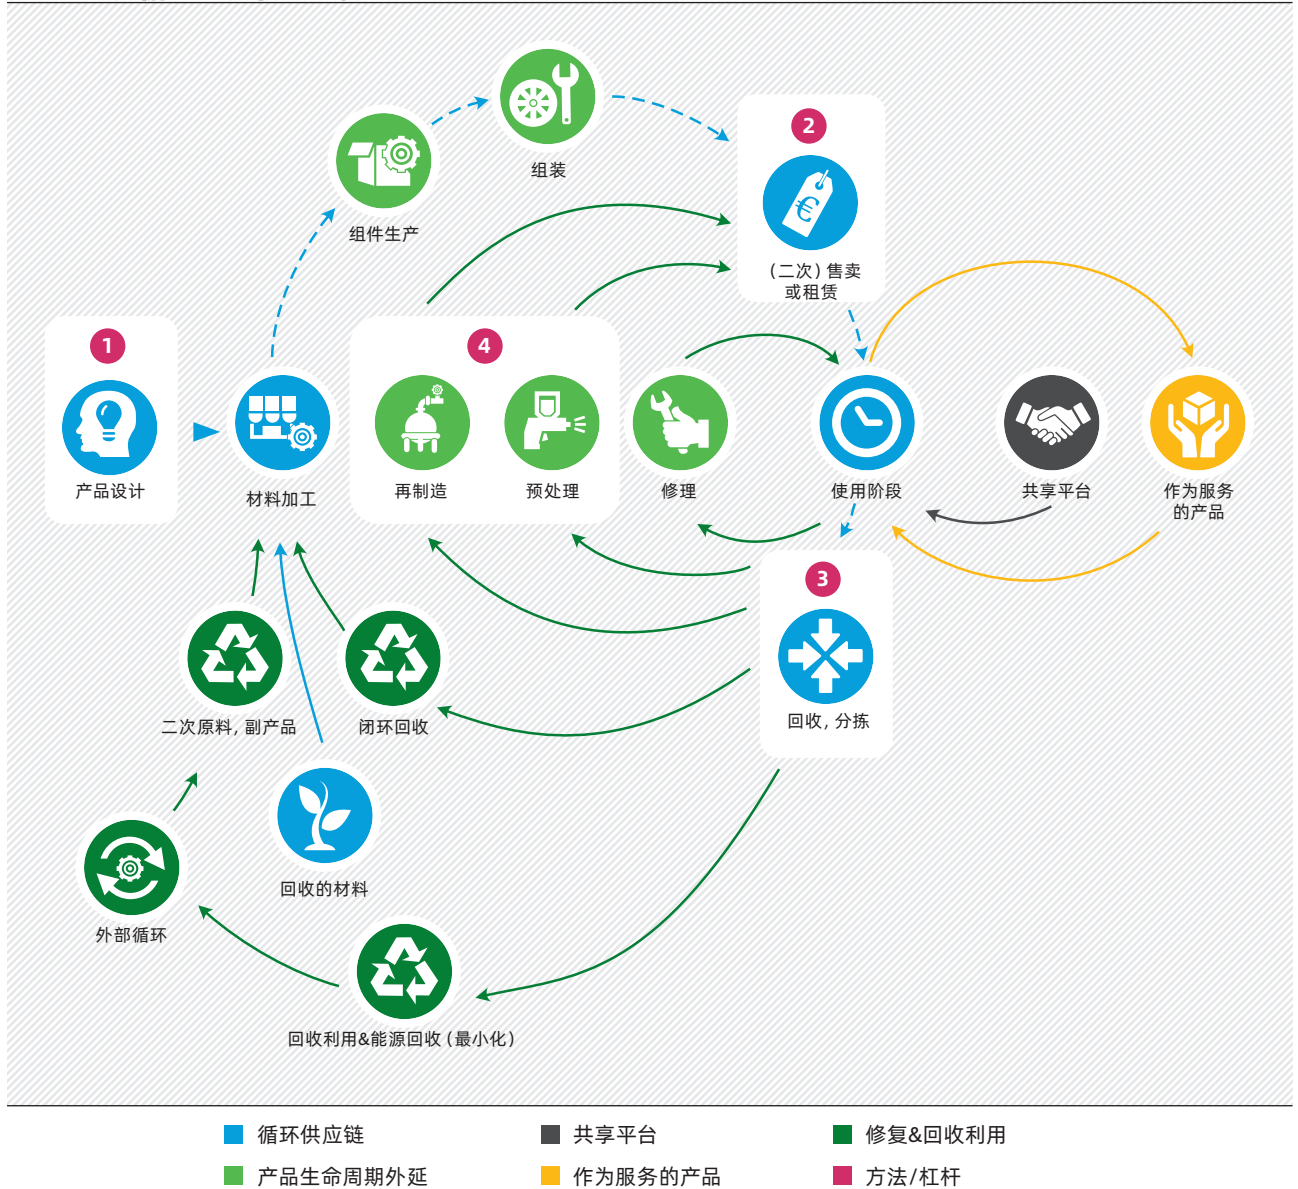 组装
2
组件生产
(二次) 售卖
或租赁
1
4
产品设计
材料加工
再制造
预处理
修理
使用阶段
共享平台
作为服务
的产品
3
二次原料, 副产品
闭环回收
回收, 分拣
回收的材料
外部循环
回收利用&能源回收 (最小化)
循环供应链
共享平台
修复&回收利用
产品生命周期外延
作为服务的产品
方法/杠杆